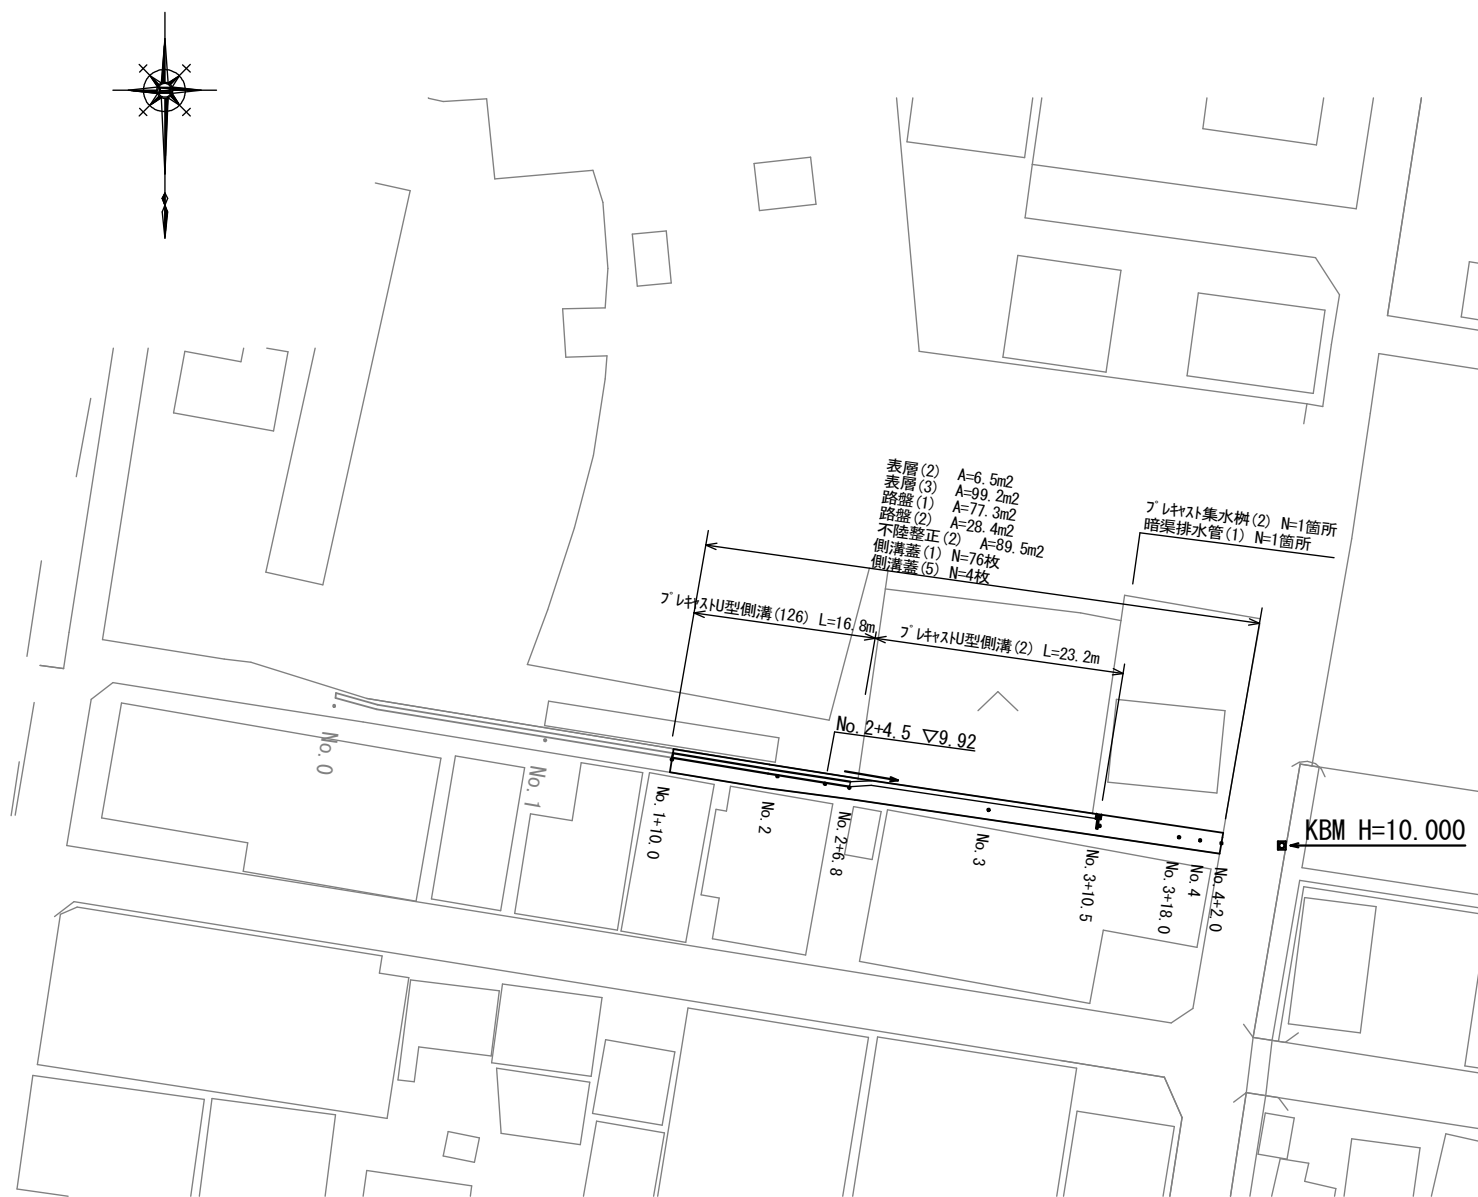 表層(2) A=6.5m2
表層(3) A=99.2m2
路盤(1) A=77.3m2
路盤(2) A=28.4m2
不陸整正(2) A=89.5m2
側溝蓋(1) N=76枚
側溝蓋(5) N=4枚
プレキャスト集水桝(2) N=1箇所
暗渠排水管(1) N=1箇所
プレキャストU型側溝(126) L=16.8m
プレキャストU型側溝(2) L=23.2m
No.2+4.5 ▽9.92
No.0
No.1
No.1+10.0
No.2
No.2+6.8
No.3
No.3+10.5
No.3+18.0
No.4
No.4+2.0
KBM H=10.000